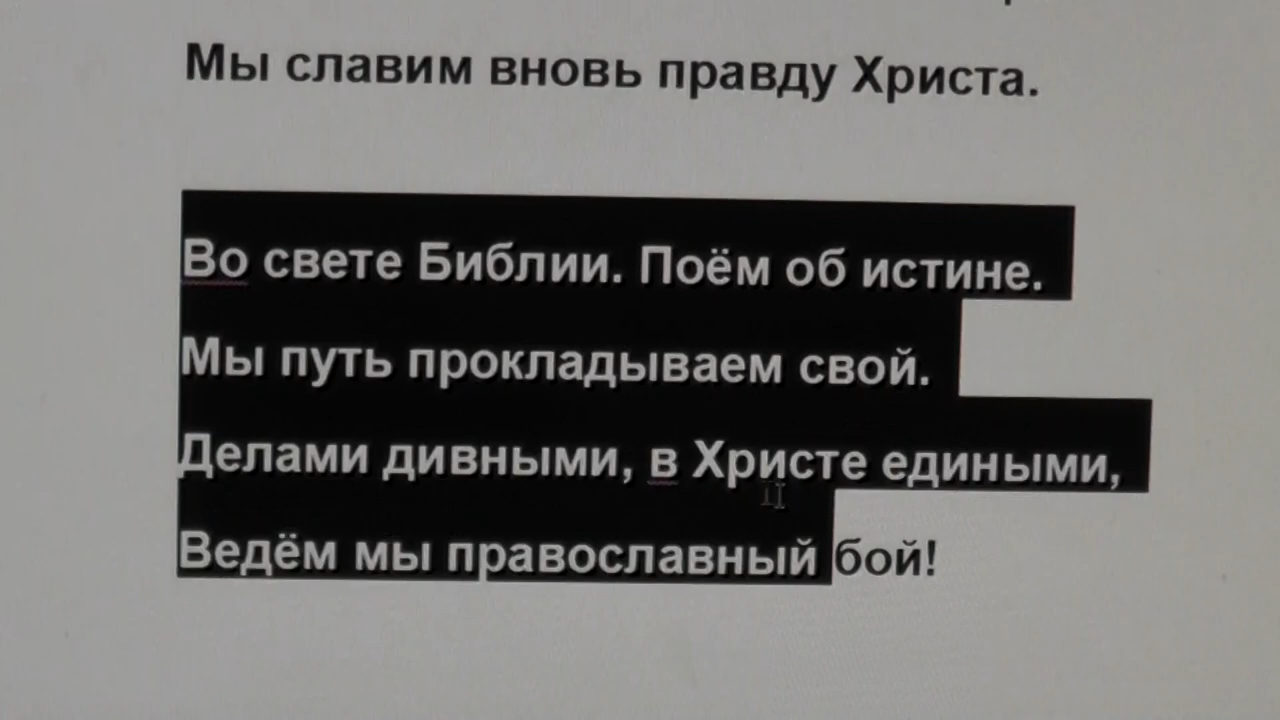 Мы славим вновь правду Христа.
Во свете Библии. Поём об истине.
Мы путь прокладываем свой.
Делами дивными, в Христе едиными,
Ведём мы православный бой!